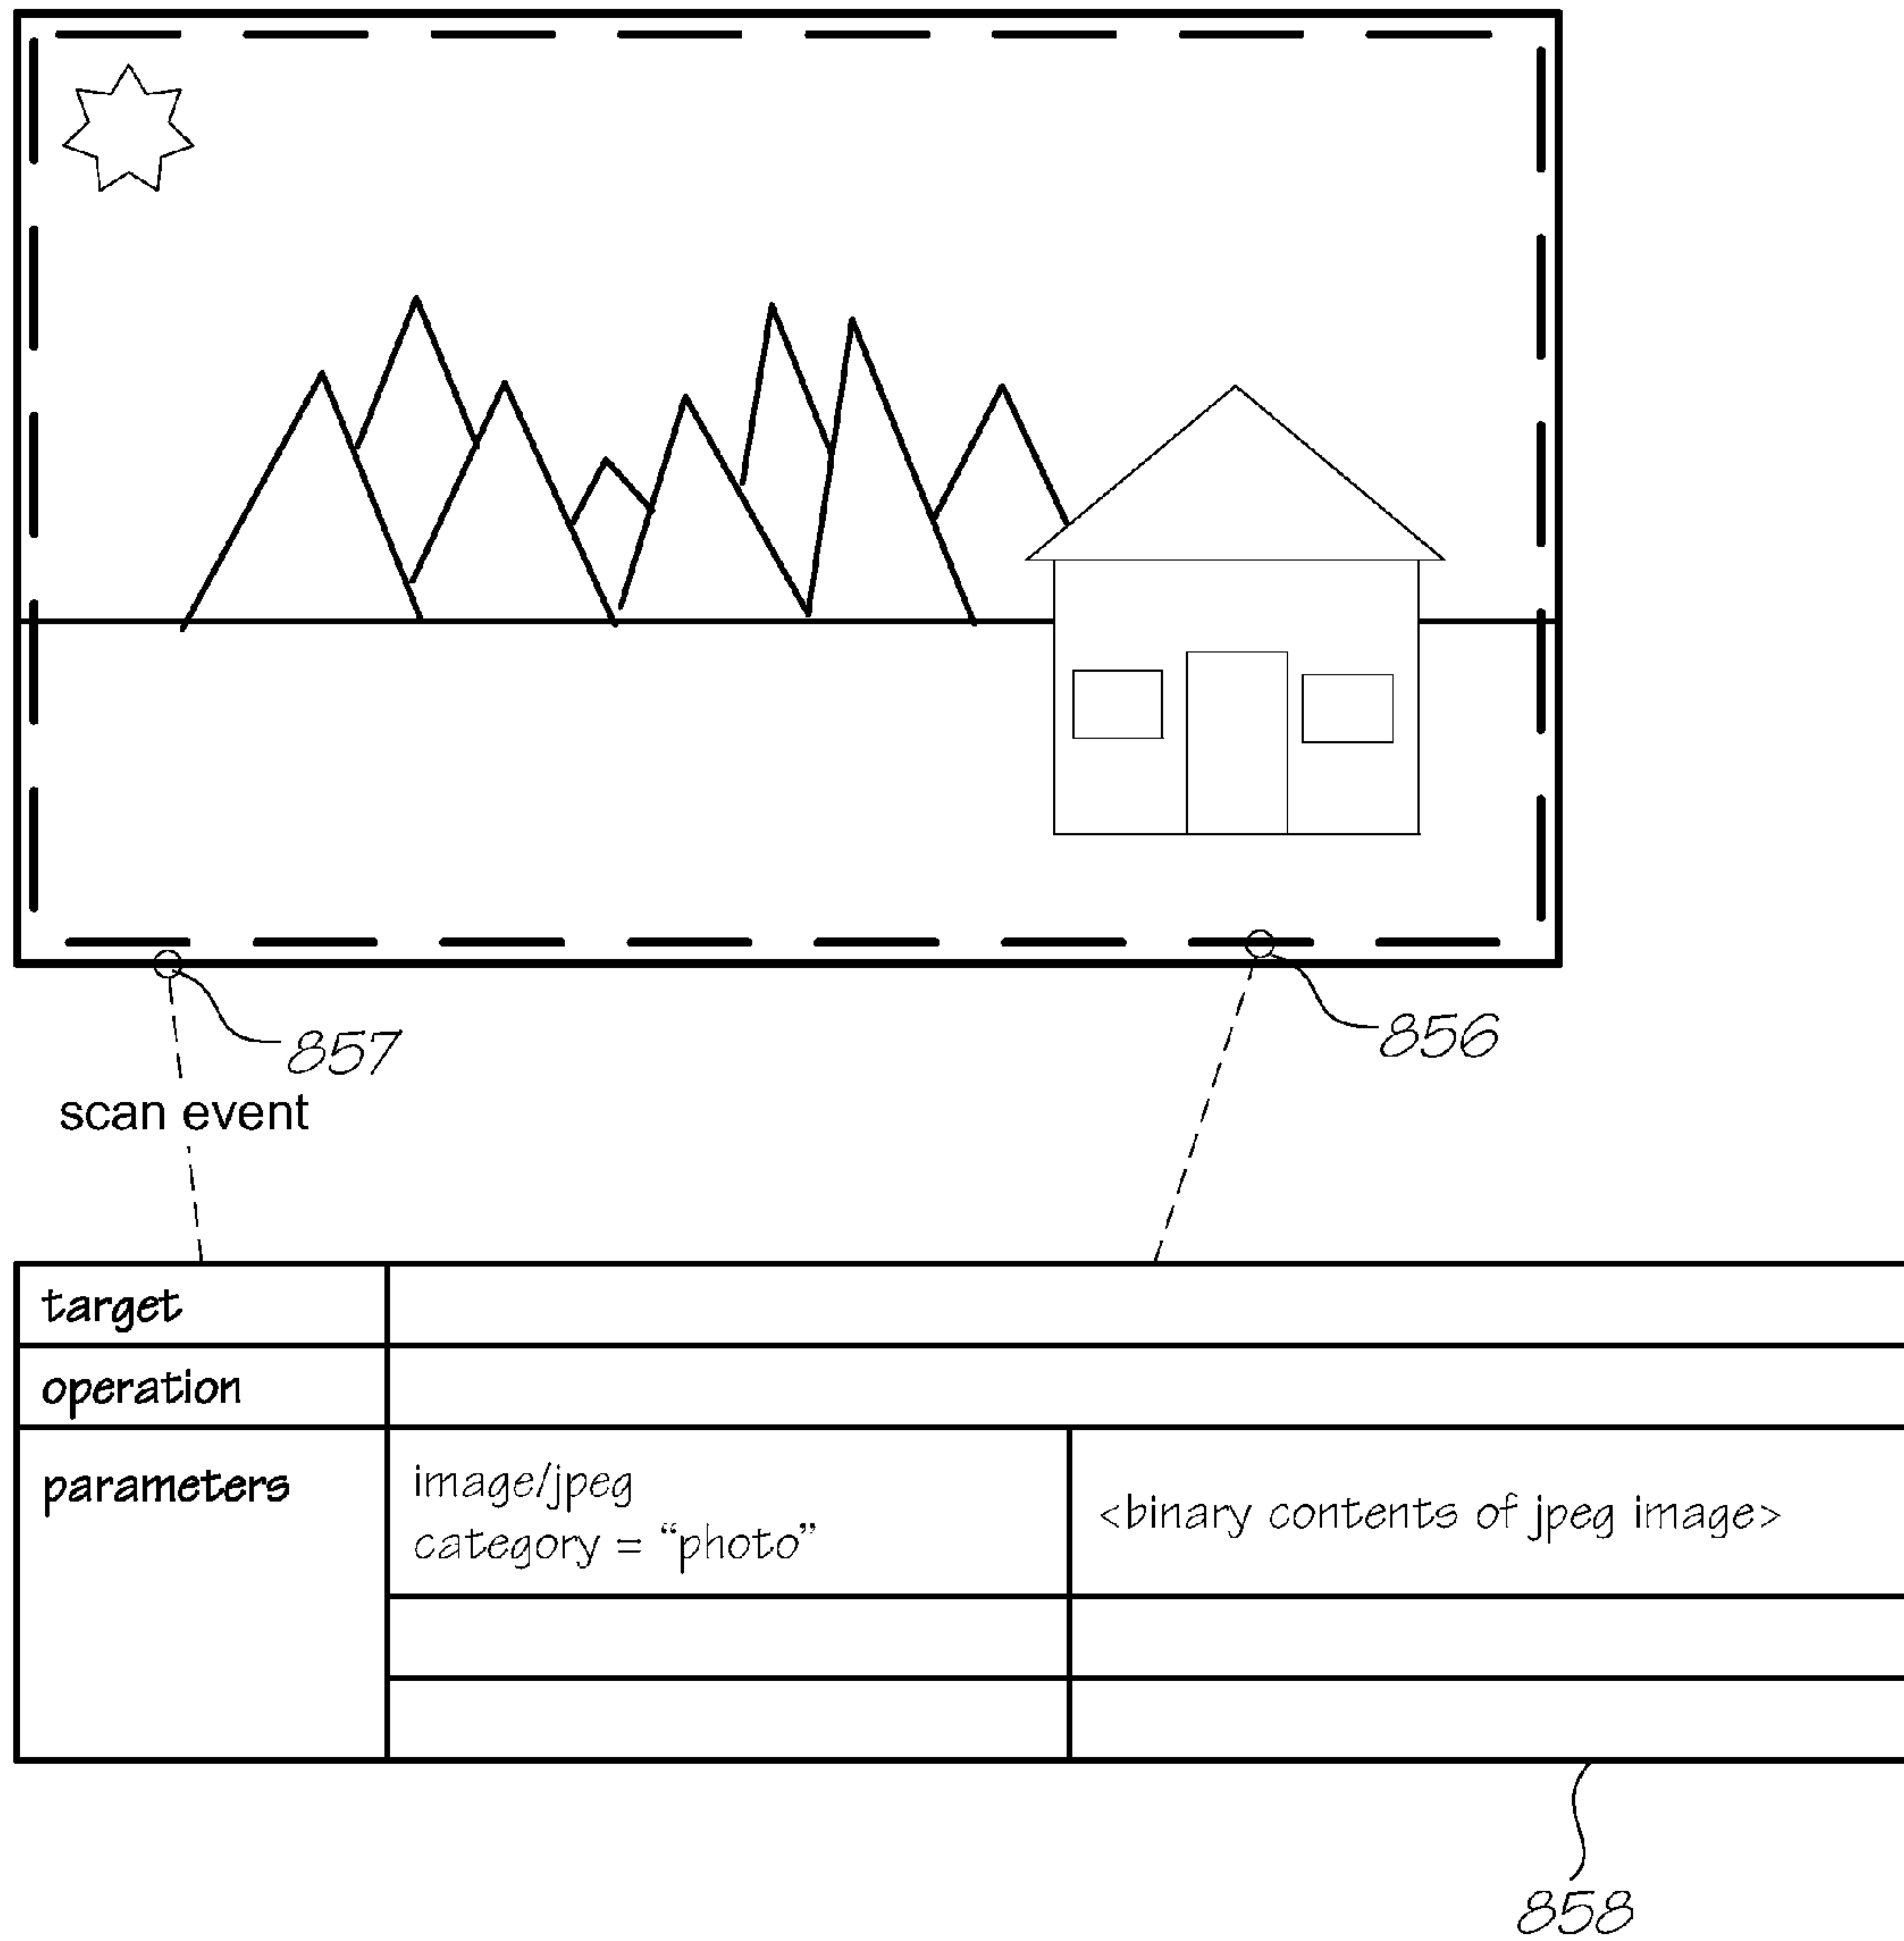 857
856
scan event
target
operation
parameters
image/jpeg
category = “photo”
<binary contents of jpeg image>
858